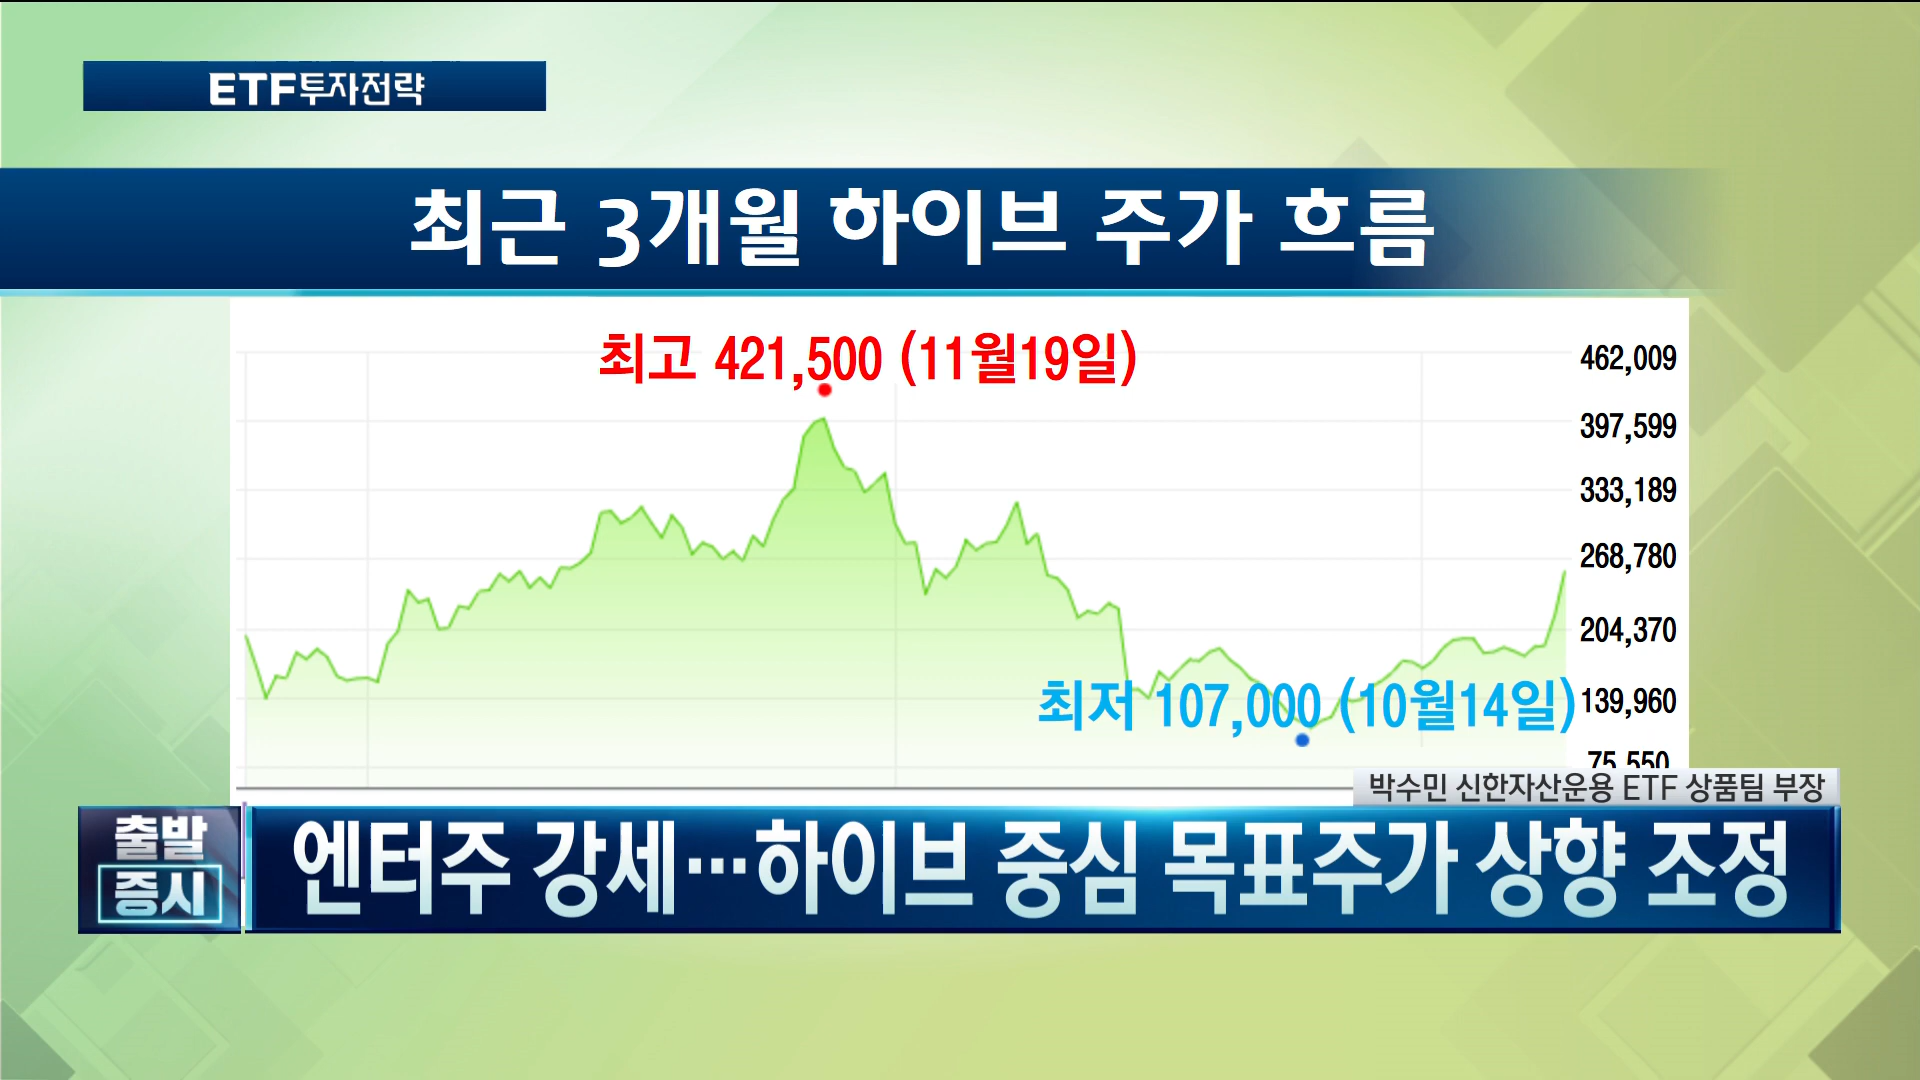 ETF투자전략
최근 3개월 하이브 주가 흐름
최고 421,500 (11월19일)
462,009
397,599
333,189
268,780
204,370
최저 107,000 (10월14일)
139,960
75,550
박수민 신한자산운용 ETF 상품팀 부장
출발
증시
엔터주 강세…하이브 중심 목표주가 상향 조정